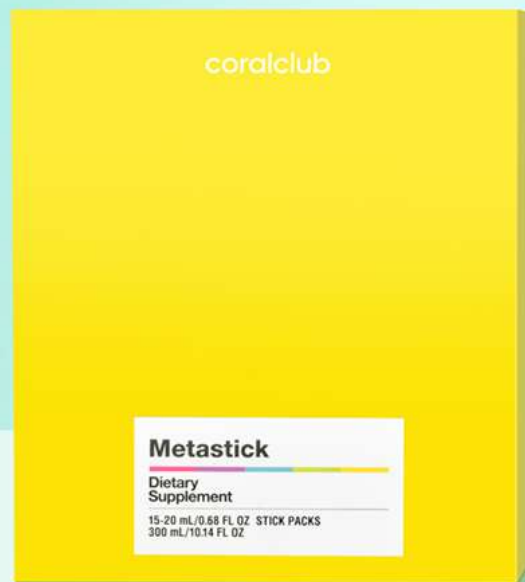 coralclub
Metastick
Dietary
Supplement
15-20 mL/0.68 FL OZ STICK PACKS
300 mL/10.14 FL OZ